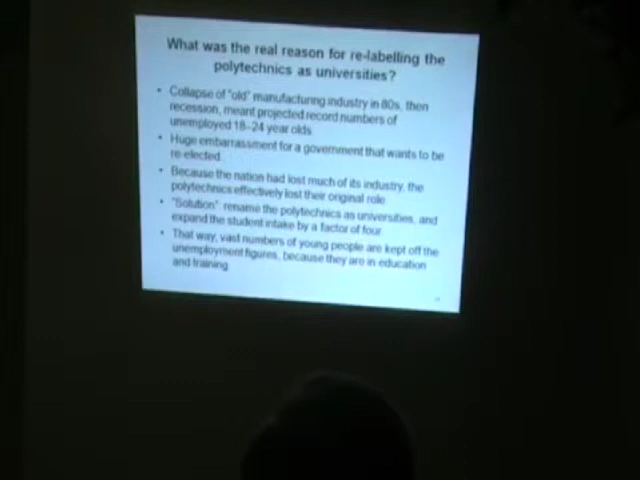 What was the real reason for re-labelling the
polytechnics as universities?
• Collapse of "old" manufacturing industry in 80s, then
recession, meant projected record numbers of
unemployed 18–24 year olds
• Huge embarrassment for a government that wants to be
re-elected
• Because the nation had lost much of its industry, the
polytechnics effectively lost their original role
• "Solution": rename the polytechnics as universities, and
expand the student intake by a factor of four
• That way, vast numbers of young people are kept off the
unemployment figures, because they are in education
and training